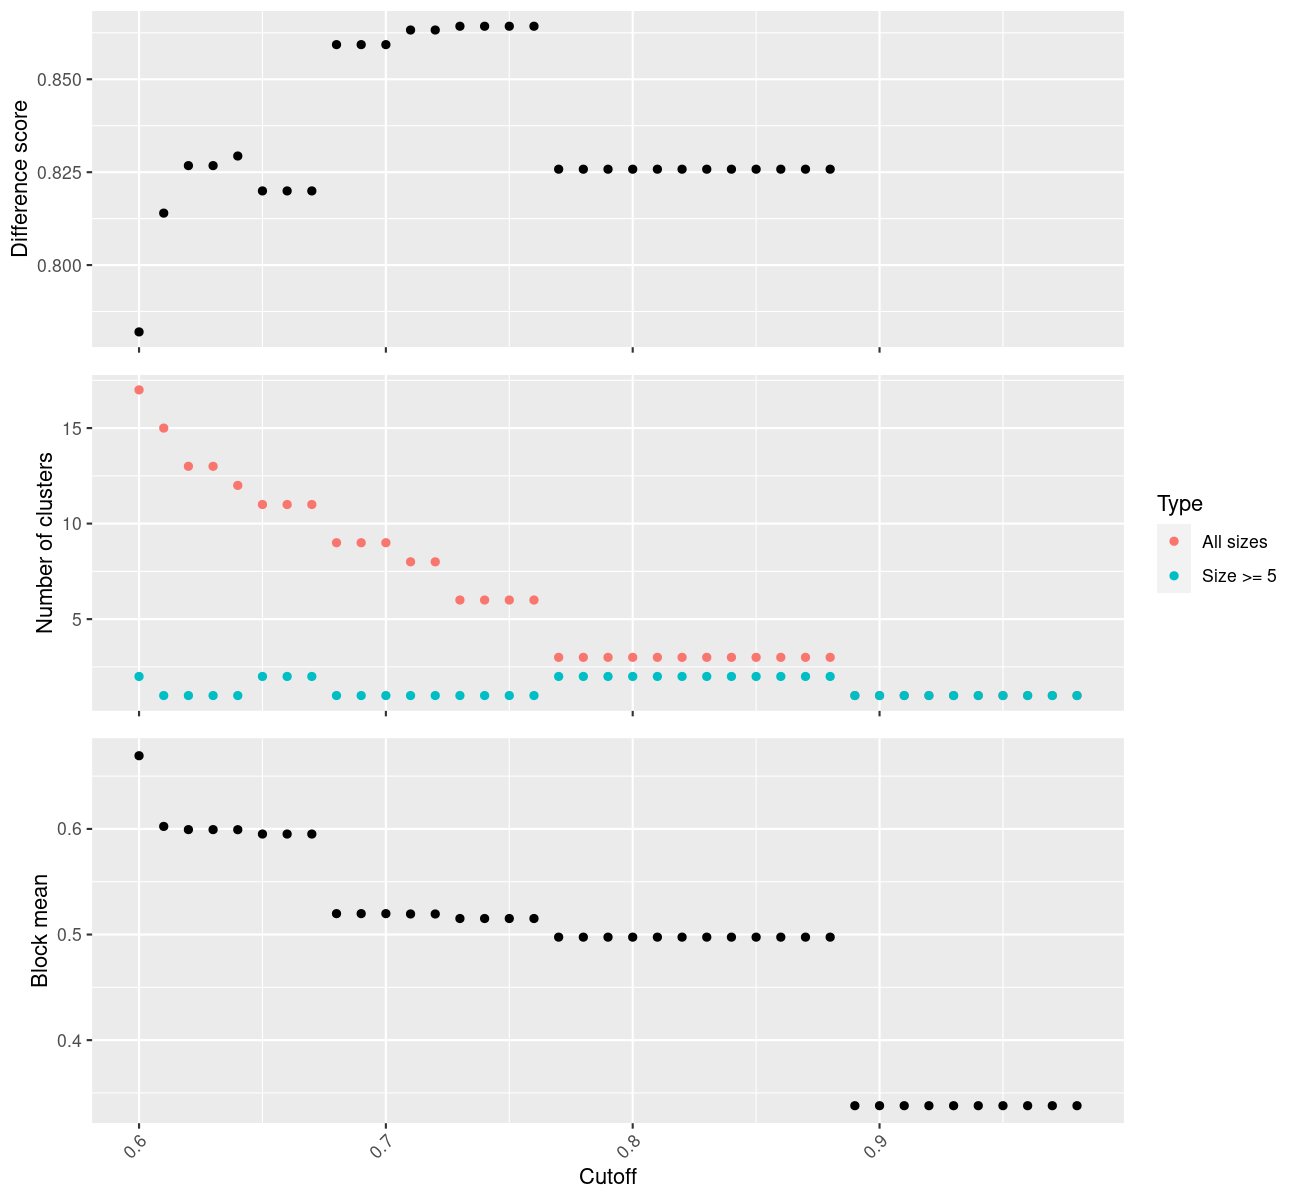 Difference score
0.850
0.825
0.800
Number of clusters
15
10
5
Type
All sizes
Size >= 5
Block mean
0.6
0.5
0.4
0.6
0.7
0.8
0.9
Cutoff